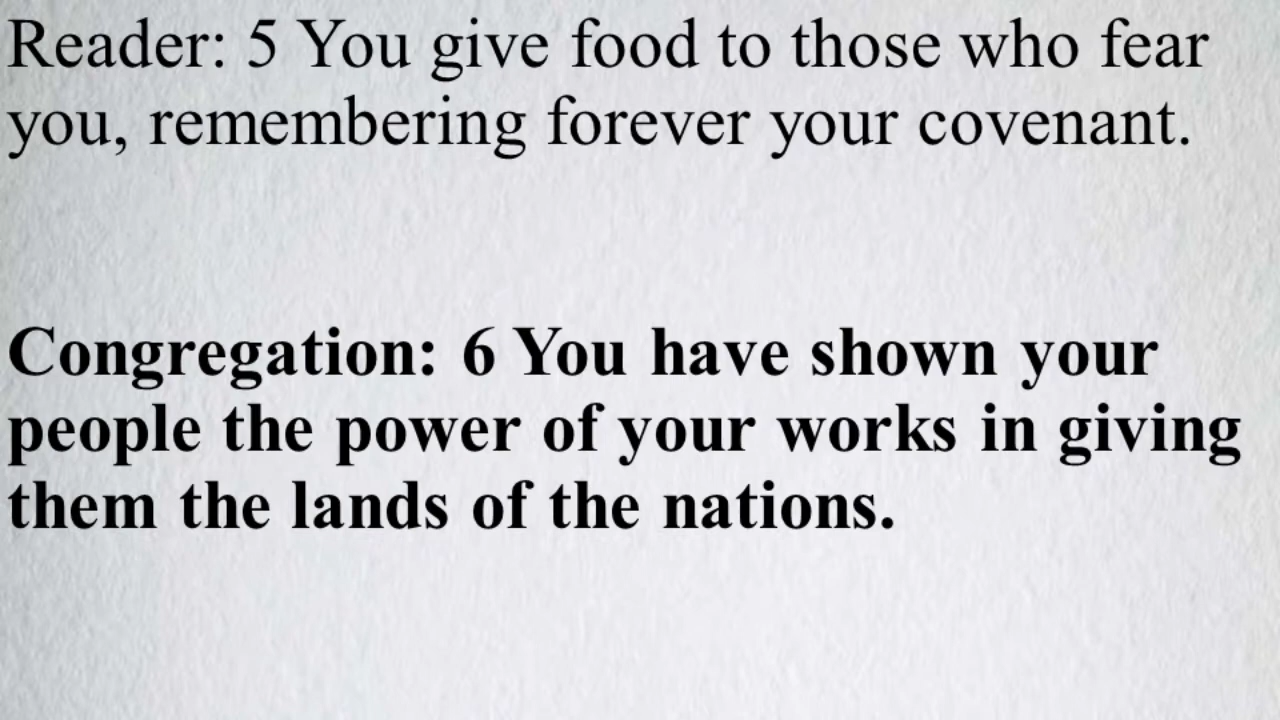 Reader: 5 You give food to those who fear
you, remembering forever your covenant.
Congregation: 6 You have shown your
people the power of your works in giving
them the lands of the nations.